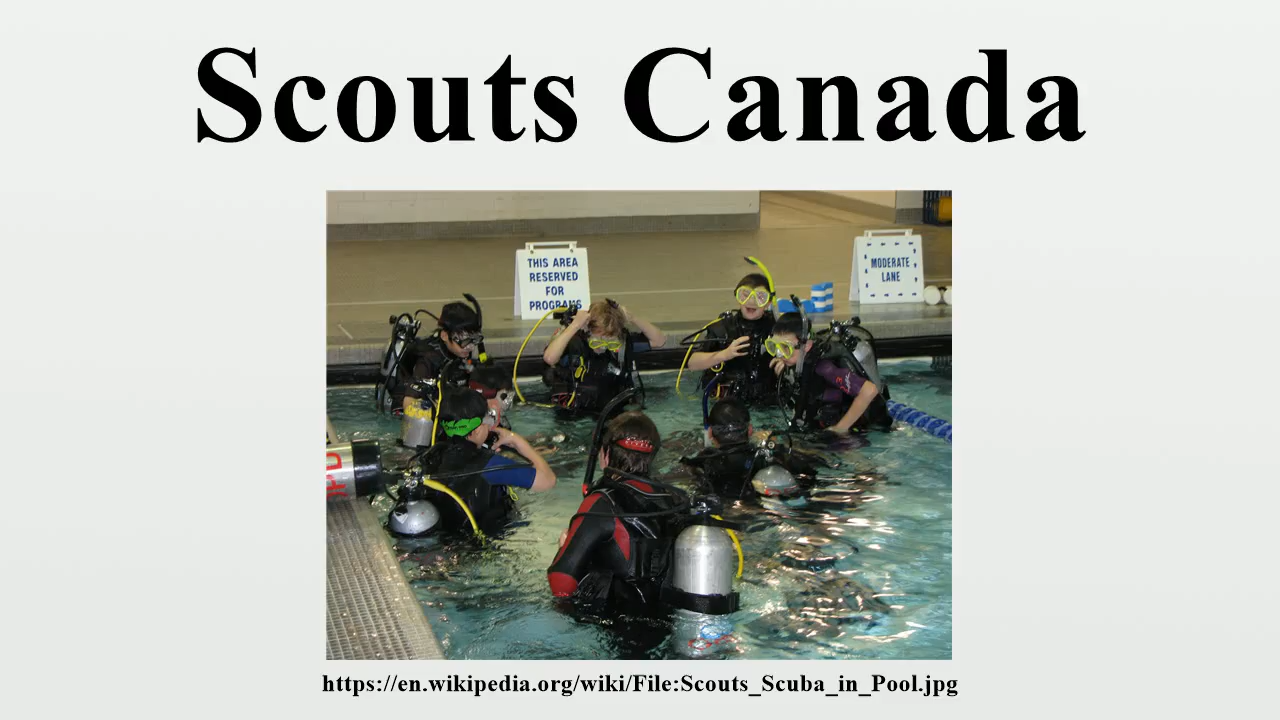 Scouts Canada
THIS AREA
RESERVED
FOR
PROGRAMS
MODERATE
LANE
https://en.wikipedia.org/wiki/File:Scouts_Scuba_in_Pool.jpg